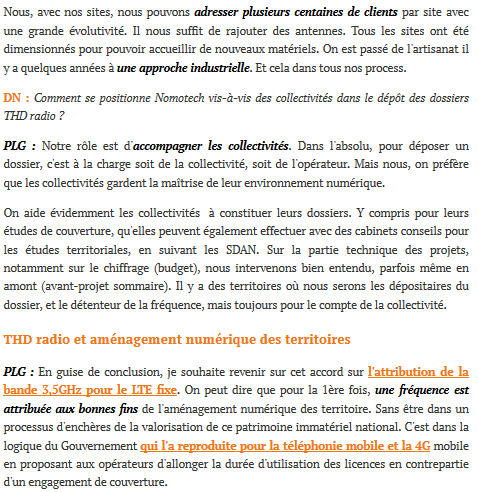 Nous, avec nos sites, nous pouvons adresser plusieurs centaines de clients par site avec
une grande évolutivité. Il nous suffit de rajouter des antennes. Tous les sites ont été
dimensionnés pour pouvoir accueillir de nouveaux matériels. On est passé de l'artisanat il
y a quelques années à une approche industrielle. Et cela dans tous nos process.
DN : Comment se positionne Nomotech vis-à-vis des collectivités dans le dépôt des dossiers
THD radio ?
PLG : Notre rôle est d'accompagner les collectivités. Dans l'absolu, pour déposer un
dossier, c'est à la charge soit de la collectivité, soit de l'opérateur. Mais nous, on préfère
que les collectivités gardent la maîtrise de leur environnement numérique.
On aide évidemment les collectivités à constituer leurs dossiers. Y compris pour leurs
études de couverture, qu'elles peuvent également effectuer avec des cabinets conseils pour
les études territoriales, en suivant les SDAN. Sur la partie technique des projets,
notamment sur le chiffrage (budget), nous intervenons bien entendu, parfois même en
amont (avant-projet sommaire). Il y a des territoires où nous serons les dépositaires du
dossier, et le détenteur de la fréquence, mais toujours pour le compte de la collectivité.
THD radio et aménagement numérique des territoires
PLG : En guise de conclusion, je souhaite revenir sur cet accord sur l'attribution de la
bande 3,5GHz pour le LTE fixe. On peut dire que pour la 1ère fois, une fréquence est
attribuée aux bonnes fins de l'aménagement numérique des territoire. Sans être dans un
processus d'enchères de la valorisation de ce patrimoine immatériel national. C'est dans la
logique du Gouvernement qui l'a reproduite pour la téléphonie mobile et la 4G mobile
en proposant aux opérateurs d'allonger la durée d'utilisation des licences en contrepartie
d'un engagement de couverture.